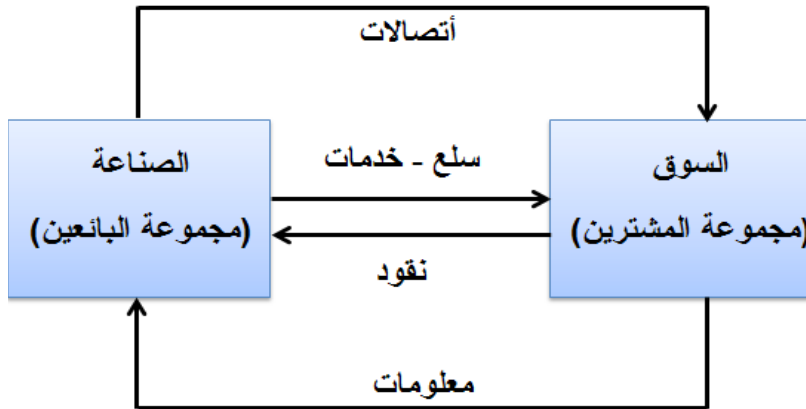 أتصالات
الصناعة
(مجموعة البائعين)
سلع - خدمات
السوق
(مجموعة المشترين)
نقود
معلومات